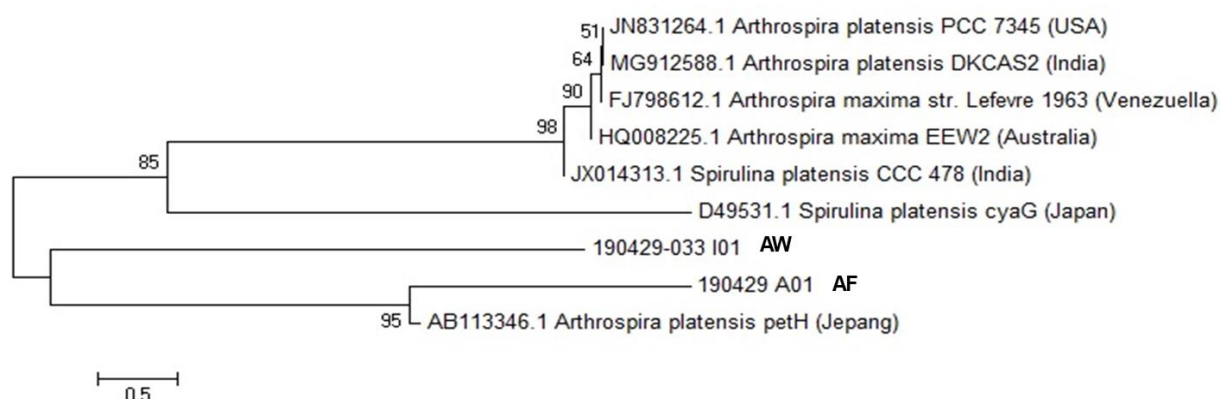 51 JN831264.1 Arthrospira platensis PCC 7345 (USA)
64 MG912588.1 Arthrospira platensis DKCAS2 (India)
90 FJ798612.1 Arthrospira maxima str. Lefevre 1963 (Venezuella)
98 HQ008225.1 Arthrospira maxima EEW2 (Australia)
85 JX014313.1 Spirulina platensis CCC 478 (India)
D49531.1 Spirulina platensis cyaG (Japan)
190429-033 I01 AW
190429 A01 AF
95 AB113346.1 Arthrospira platensis petH (Jepang)
0.5